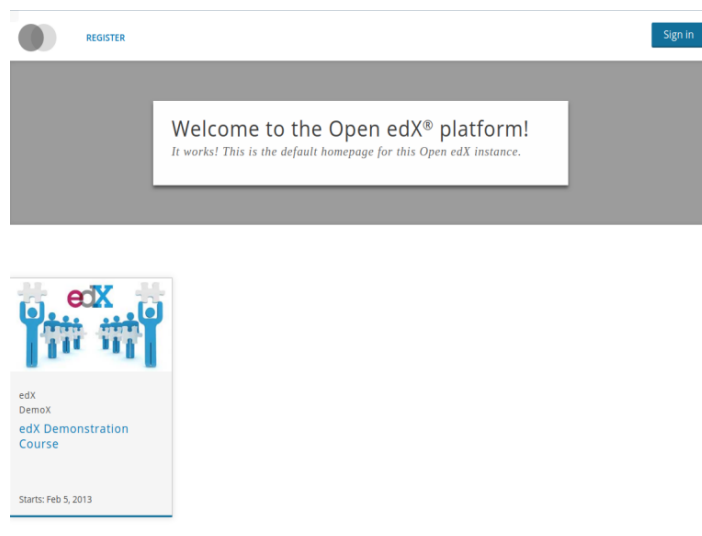 REGISTER
Sign in
Welcome to the Open edX® platform!
It works! This is the default homepage for this Open edX instance.
edX
edX
DemoX
edX Demonstration
Course
Starts: Feb 5, 2013